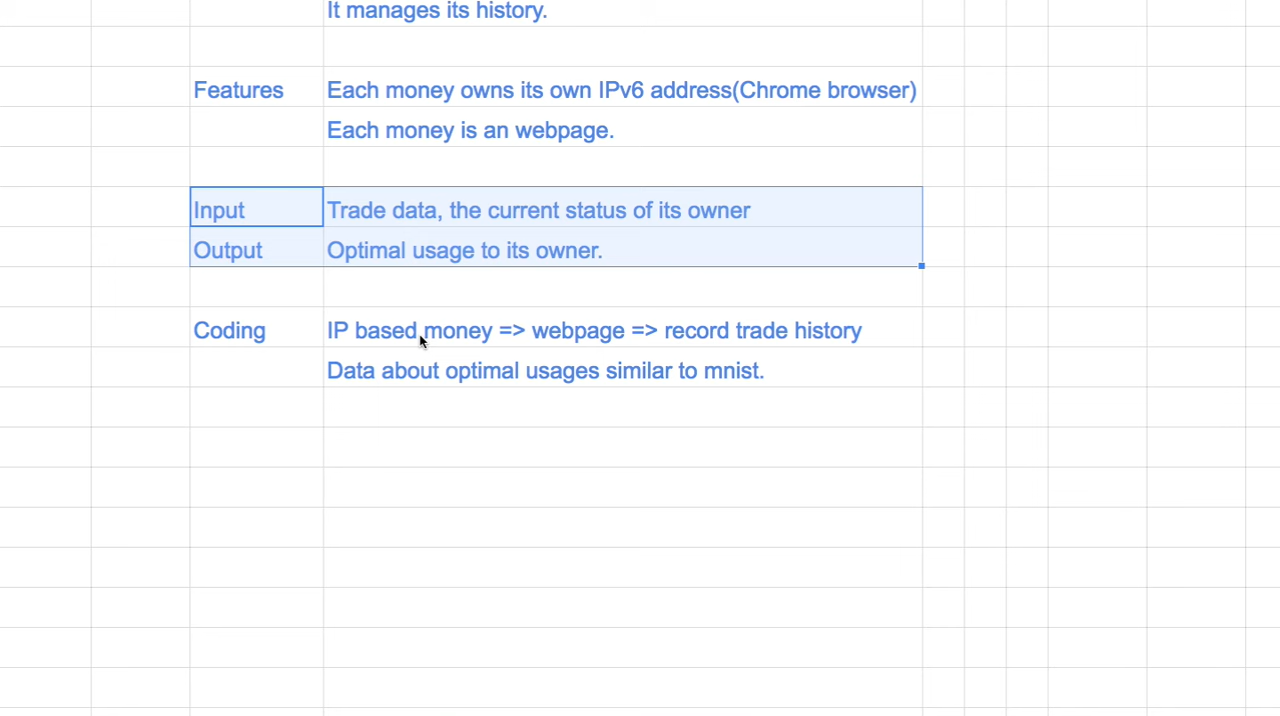 It manages its history.
Features Each money owns its own IPv6 address(Chrome browser)
Each money is an webpage.
Input Trade data, the current status of its owner
Output Optimal usage to its owner.
Coding IP based money => webpage => record trade history
Data about optimal usages similar to mnist.